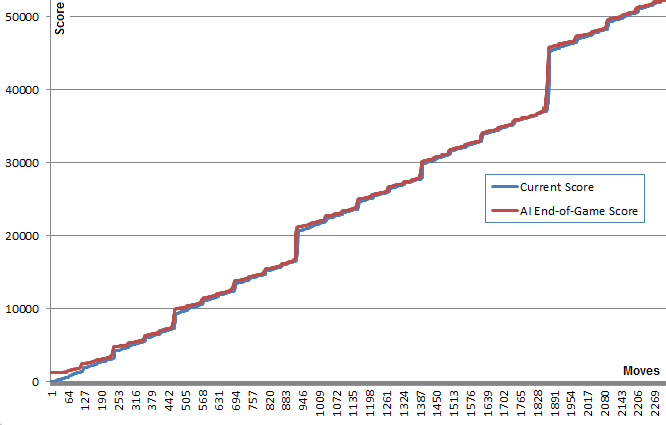 Score
50000
40000
30000
20000
10000
0
Current Score
AI End-of-Game Score
Moves
1 64 127 190 253 316 379 442 505 568 631 694 757 820 883 946 1009 1072 1135 1198 1261 1324 1387 1450 1513 1576 1639 1702 1765 1828 1891 1954 2017 2080 2143 2206 2269